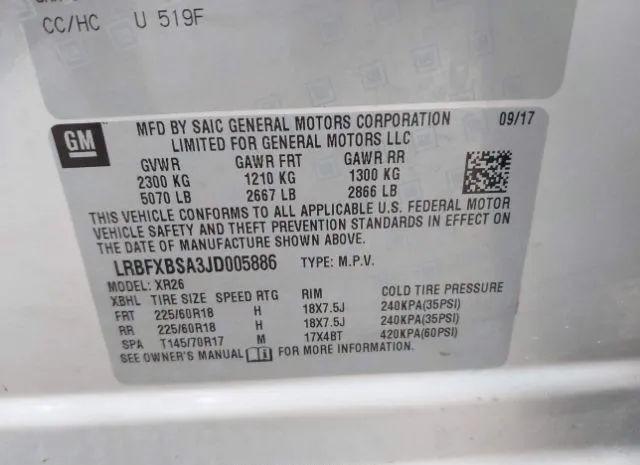 CC/HC U 519F
GM
MFD BY SAIC GENERAL MOTORS CORPORATION 09/17
LIMITED FOR GENERAL MOTORS LLC
GVWR GAWR FRT GAWR RR
2300 KG 1210 KG 1300 KG
5070 LB 2667 LB 2866 LB
THIS VEHICLE CONFORMS TO ALL APPLICABLE U.S. FEDERAL MOTOR
VEHICLE SAFETY AND THEFT PREVENTION STANDARDS IN EFFECT ON
THE DATE OF MANUFACTURE SHOWN ABOVE.
LRBFXBSA3JD005886 TYPE: M.P.V.
MODEL: XR26
XBHL TIRE SIZE SPEED RTG RIM COLD TIRE PRESSURE
FRT 225/60R18 H 18X7.5J 240KPA(35PSI)
RR 225/60R18 H 18X7.5J 240KPA(35PSI)
SPA T145/70R17 M 17X4BT 420KPA(60PSI)
SEE OWNER'S MANUAL i FOR MORE INFORMATION.